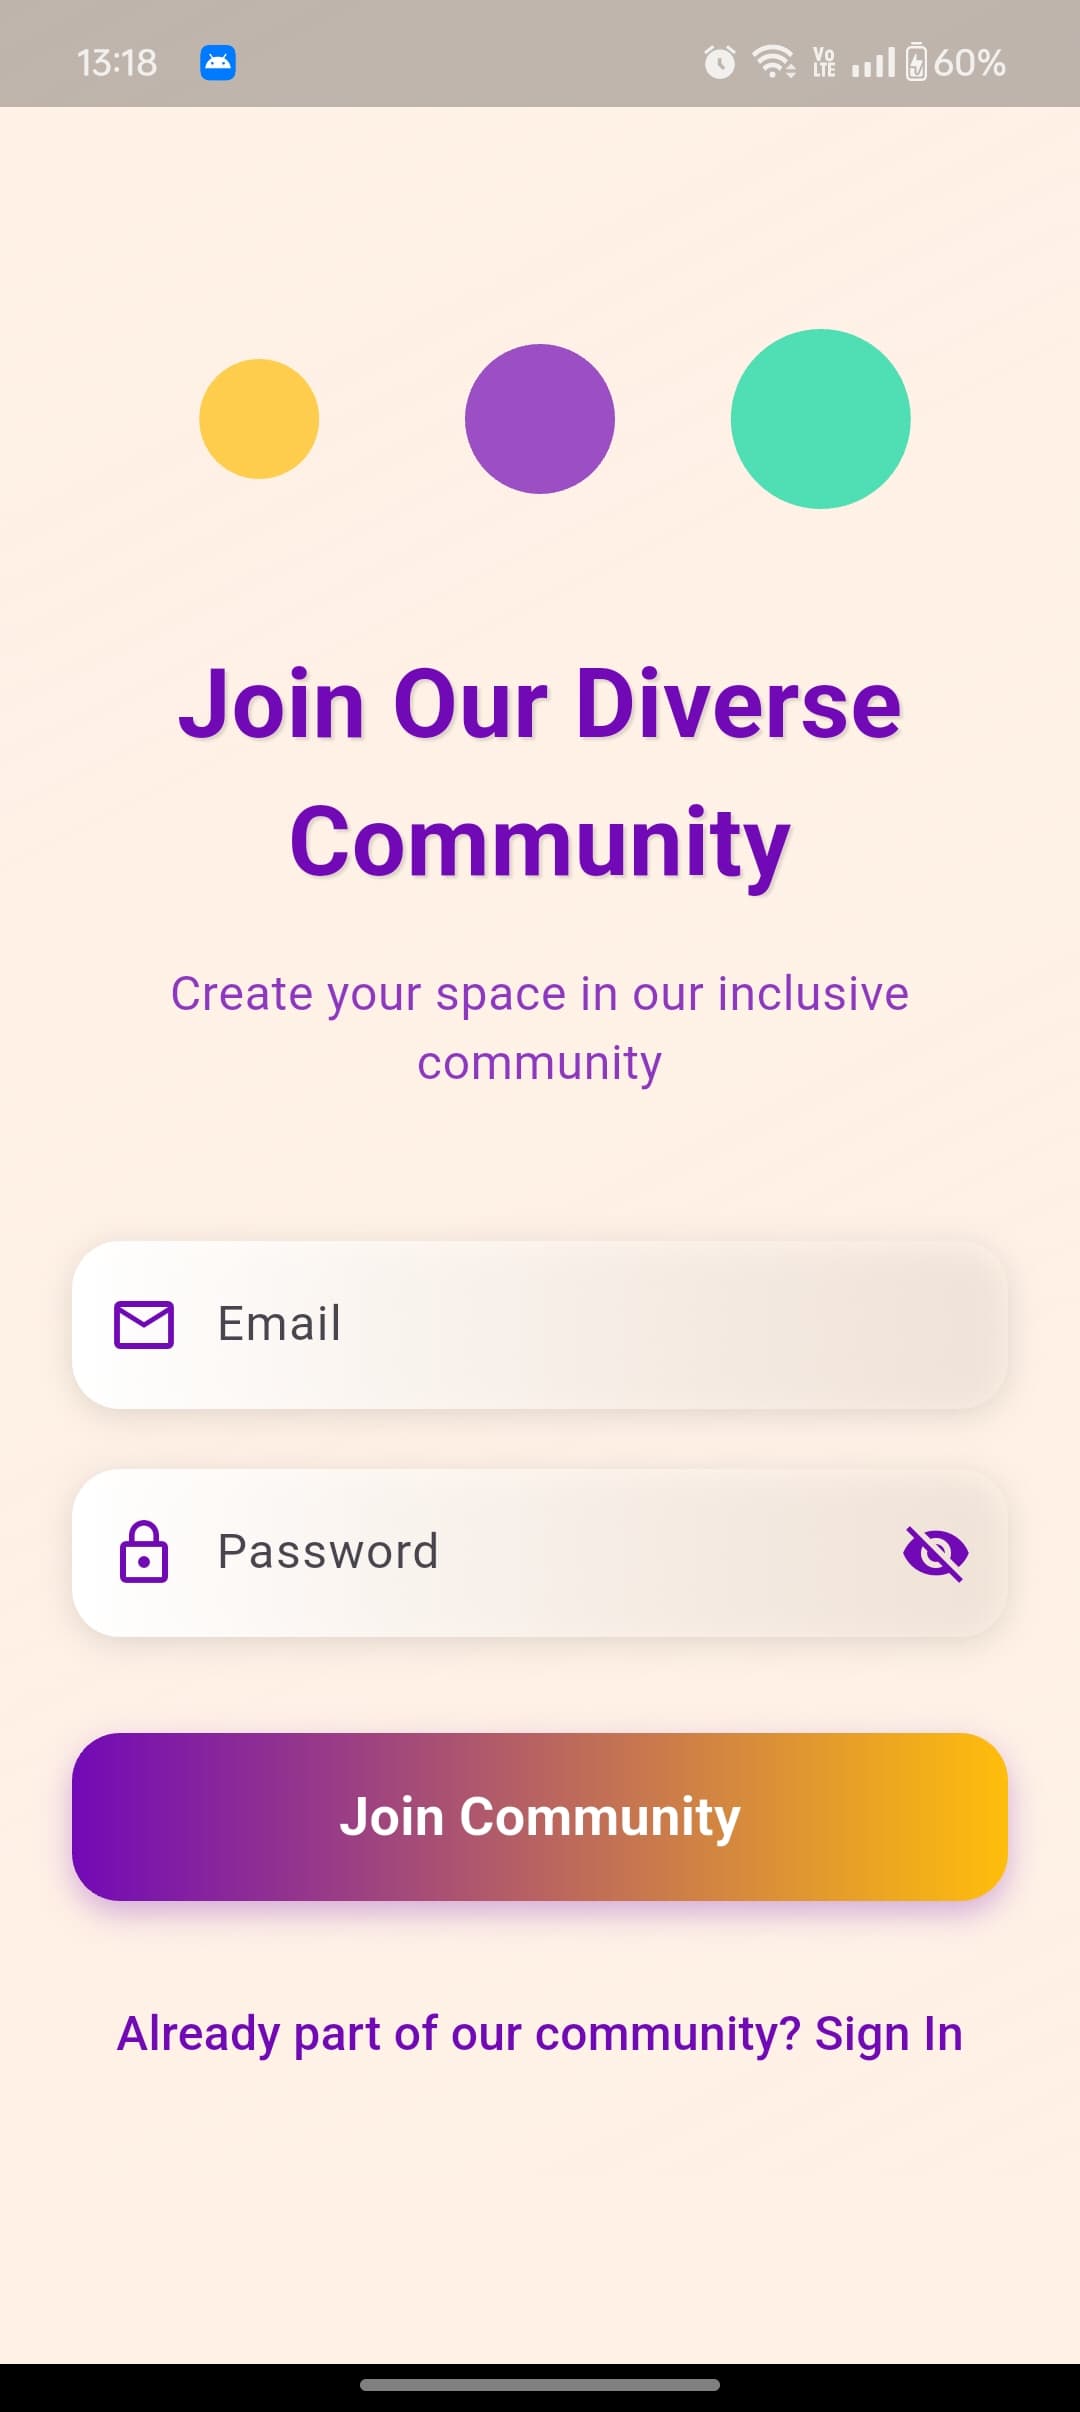 13:18
Vo
LTE
60%
Join Our Diverse
Community
Create your space in our inclusive
community
Email
Password
Join Community
Already part of our community? Sign In